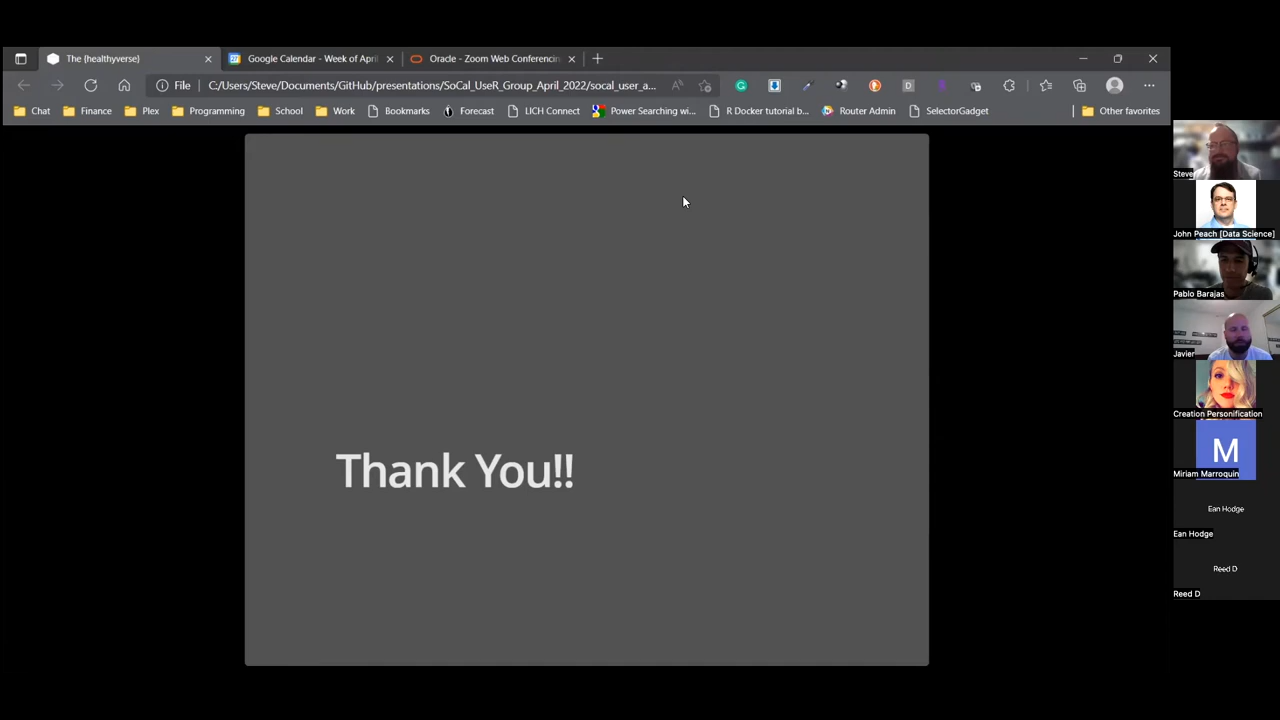 The {healthyverse}
Google Calendar - Week of April
Oracle - Zoom Web Conferencin
File
C:/Users/Steve/Documents/GitHub/presentations/SoCal_UseR_Group_April_2022/socal_user_a...
Chat
Finance
Plex
Programming
School
Work
Bookmarks
Forecast
LICH Connect
Power Searching wi...
R Docker tutorial b...
Router Admin
SelectorGadget
Other favorites
Thank You!!
Steve
John Peach [Data Science]
Pablo Barajas
Javier
Creation Personification
M
Miriam Marroquin
Ean Hodge
Ean Hodge
Reed D
Reed D